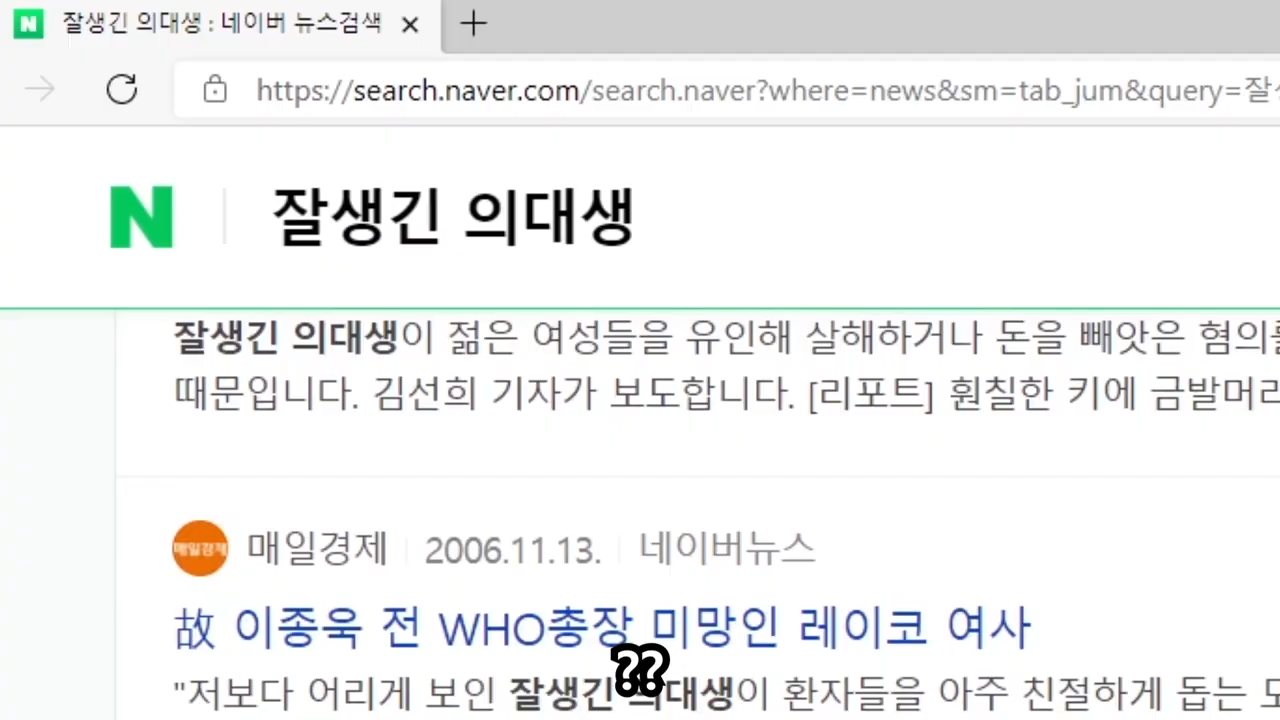 잘생긴 의대생 : 네이버 뉴스검색
https://search.naver.com/search.naver?where=news&sm=tab_jum&query=잘
N 잘생긴 의대생
잘생긴 의대생이 젊은 여성들을 유인해 살해하거나 돈을 빼앗은 혐의를
때문입니다. 김선희 기자가 보도합니다. [리포트] 훤칠한 키에 금발머리
매일경제 매일경제 2006.11.13. 네이버뉴스
故 이종욱 전 WHO총장 미망인 레이코 여사
"저보다 어리게 보인 잘생긴 의대생이 환자들을 아주 친절하게 돕는
??